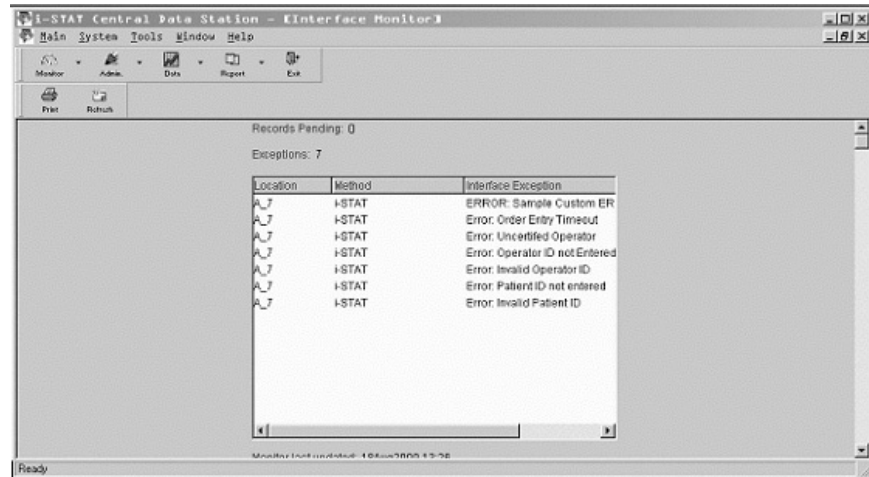 i-STAT Central Data Station - [Interface Monitor]
Main System Tools Window Help
Monitor Admin. Data Report Exit
Print Refresh
Records Pending: 0
Exceptions: 7
Location Method Interface Exception
A_7 i-STAT ERROR: Sample Custom ER
A_7 i-STAT Error: Order Entry Timeout
A_7 i-STAT Error: Uncertifed Operator
A_7 i-STAT Error: Operator ID not Entered
A_7 i-STAT Error: Invalid Operator ID
A_7 i-STAT Error: Patient ID not entered
A_7 i-STAT Error: Invalid Patient ID
Monitor last updated:
Ready